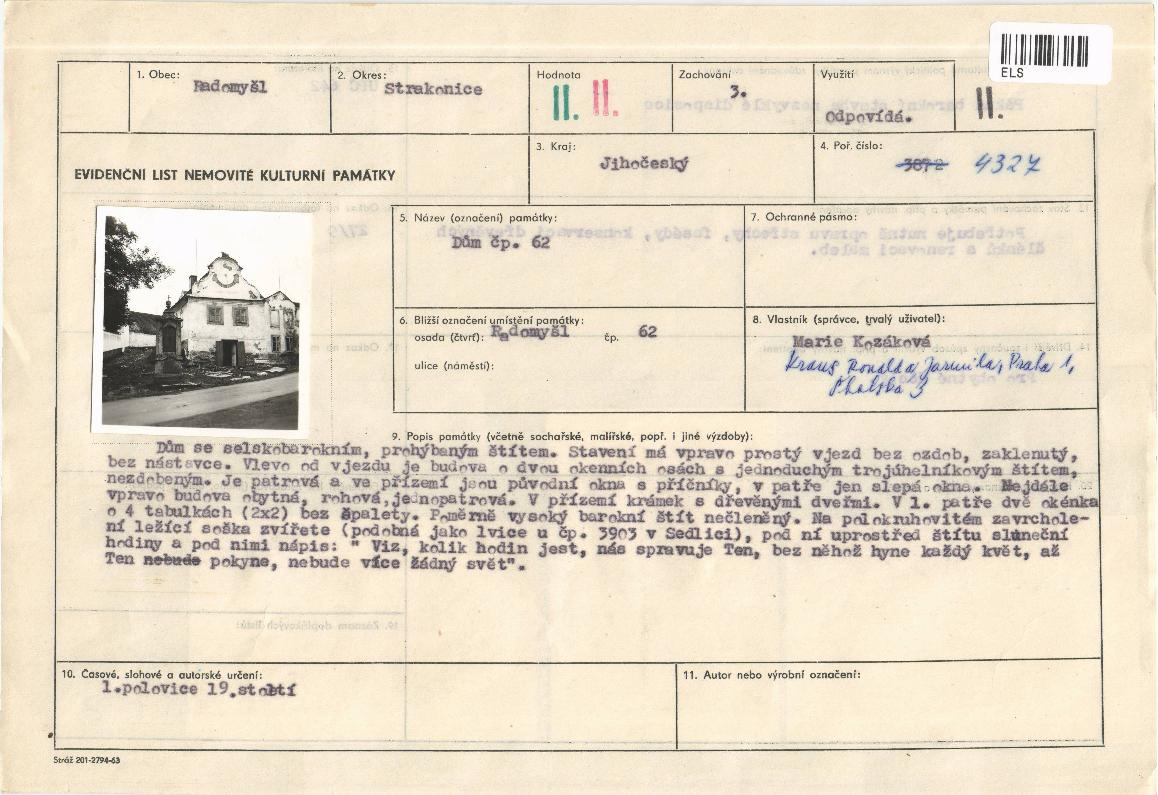 ELS
1. Obec:
Radomyšl
2. Okres:
Strakonice
Hodnota
II. II.
Zachování
3.
Využití
Odpovídá.
II.
EVIDENČNÍ LIST NEMOVITÉ KULTURNÍ PAMÁTKY
3. Kraj:
Jihočeský
4. Poř. číslo:
3872 4327
5. Název (označení) památky:
Dům čp. 62
7. Ochranné pásmo:
6. Bližší označení umístění památky:
osada (čtvrť): Radomyšl čp. 62
ulice (náměstí):
8. Vlastník (správce, trvalý uživatel):
Marie Kozáková
Kraus Ronalda Jarmila, Praha 1,
3
9. Popis památky (včetně sochařské, malířské, popř. i jiné výzdoby):
Dům se selskobarokním, prohýbaným štítem. Stavení má vpravo prostý vjezd bez ozdob, zaklenutý,
bez nástavce. Vlevo od vjezdu je budova o dvou okenních osách s jednoduchým trojúhelníkovým štítem,
nezdobeným. Je patrová a ve přízemí jsou původní okna s příčníky, v patře jen slepá okna. Nejdále
vpravo budova obytná, rohová, jednopatrová. V přízemí krámek s dřevěnými dveřmi. V 1. patře dvě okénka
o 4 tabulkách (2x2) bez špalety. Poměrně vysoký barokní štít nečleněný. Na polokruhovitám zavrchole-
ní ležící soška zvířete (podobná jako lvice u čp. 3903 v Sedlici), pod ní uprostřed štítu sluneční
hodiny a pod nimi nápis: " Viz, kolik hodin jest, nás spravuje Ten, bez něhož hyne každý květ, až
Ten nebude pokyne, nebude více žádný svět".
10. Časové, slohové a autorské určení:
1.polovice 19.století
11. Autor nebo výrobní označení:
Stráž 201-2794-63